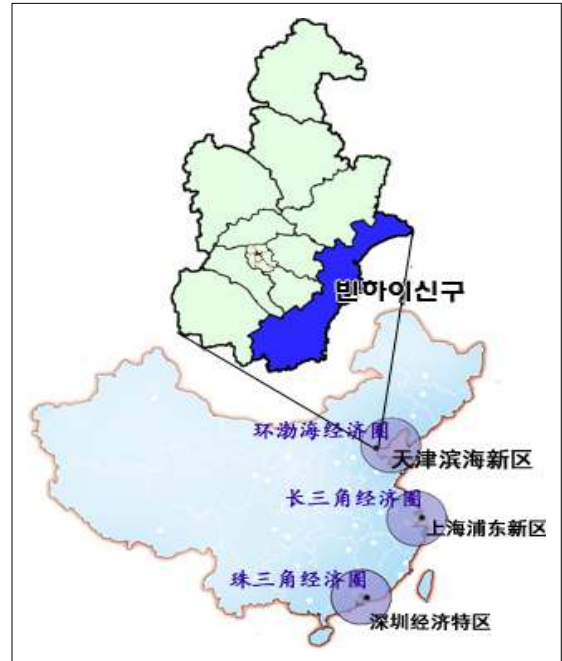 빈하이신구
环渤海经济圈
天津滨海新区
长三角经济圈
上海浦东新区
珠三角经济圈
深圳经济特区